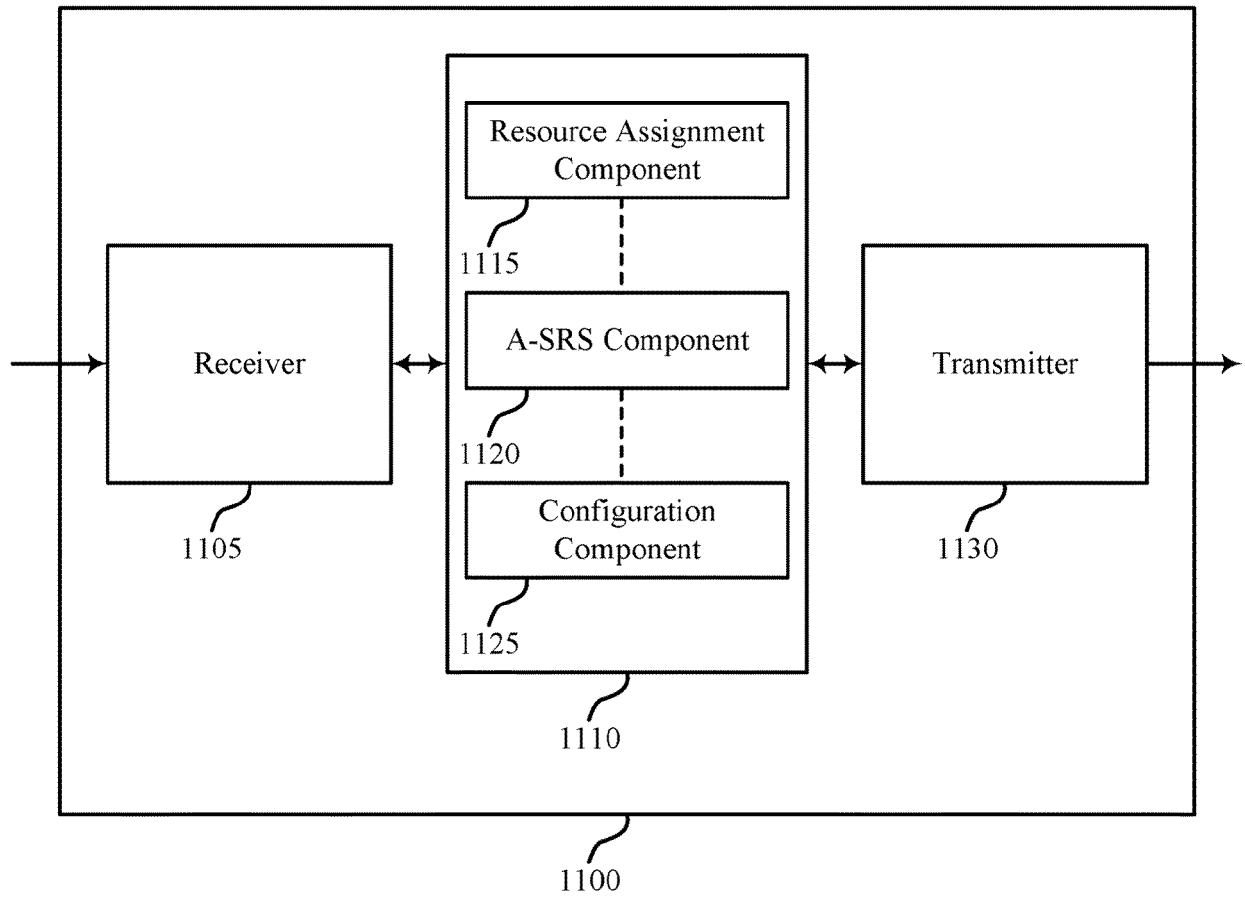 Resource Assignment
Component
1115
Receiver
A-SRS Component
Transmitter
1120
Configuration
Component
1105
1130
1125
1110
1100